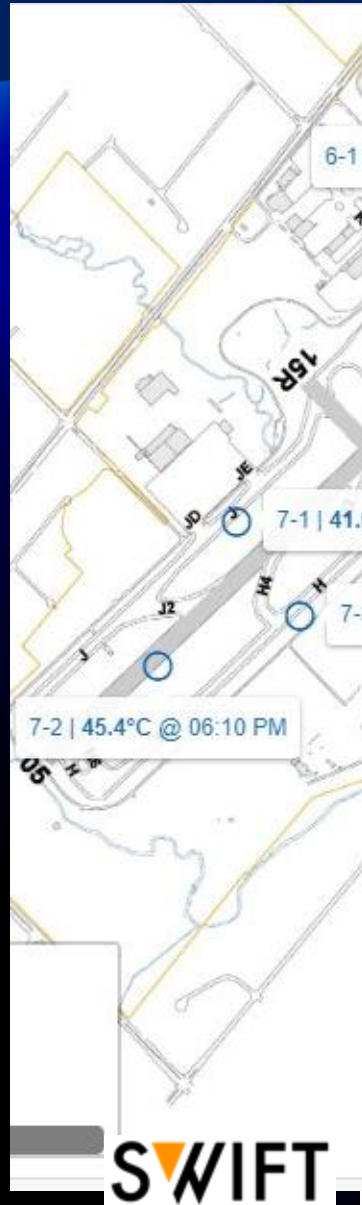 6-1
15R
JE
J
JD
7-1 | 41.
H4
H
7-
J2
J
7-2 | 45.4°C @ 06:10 PM
05
H
SWIFT